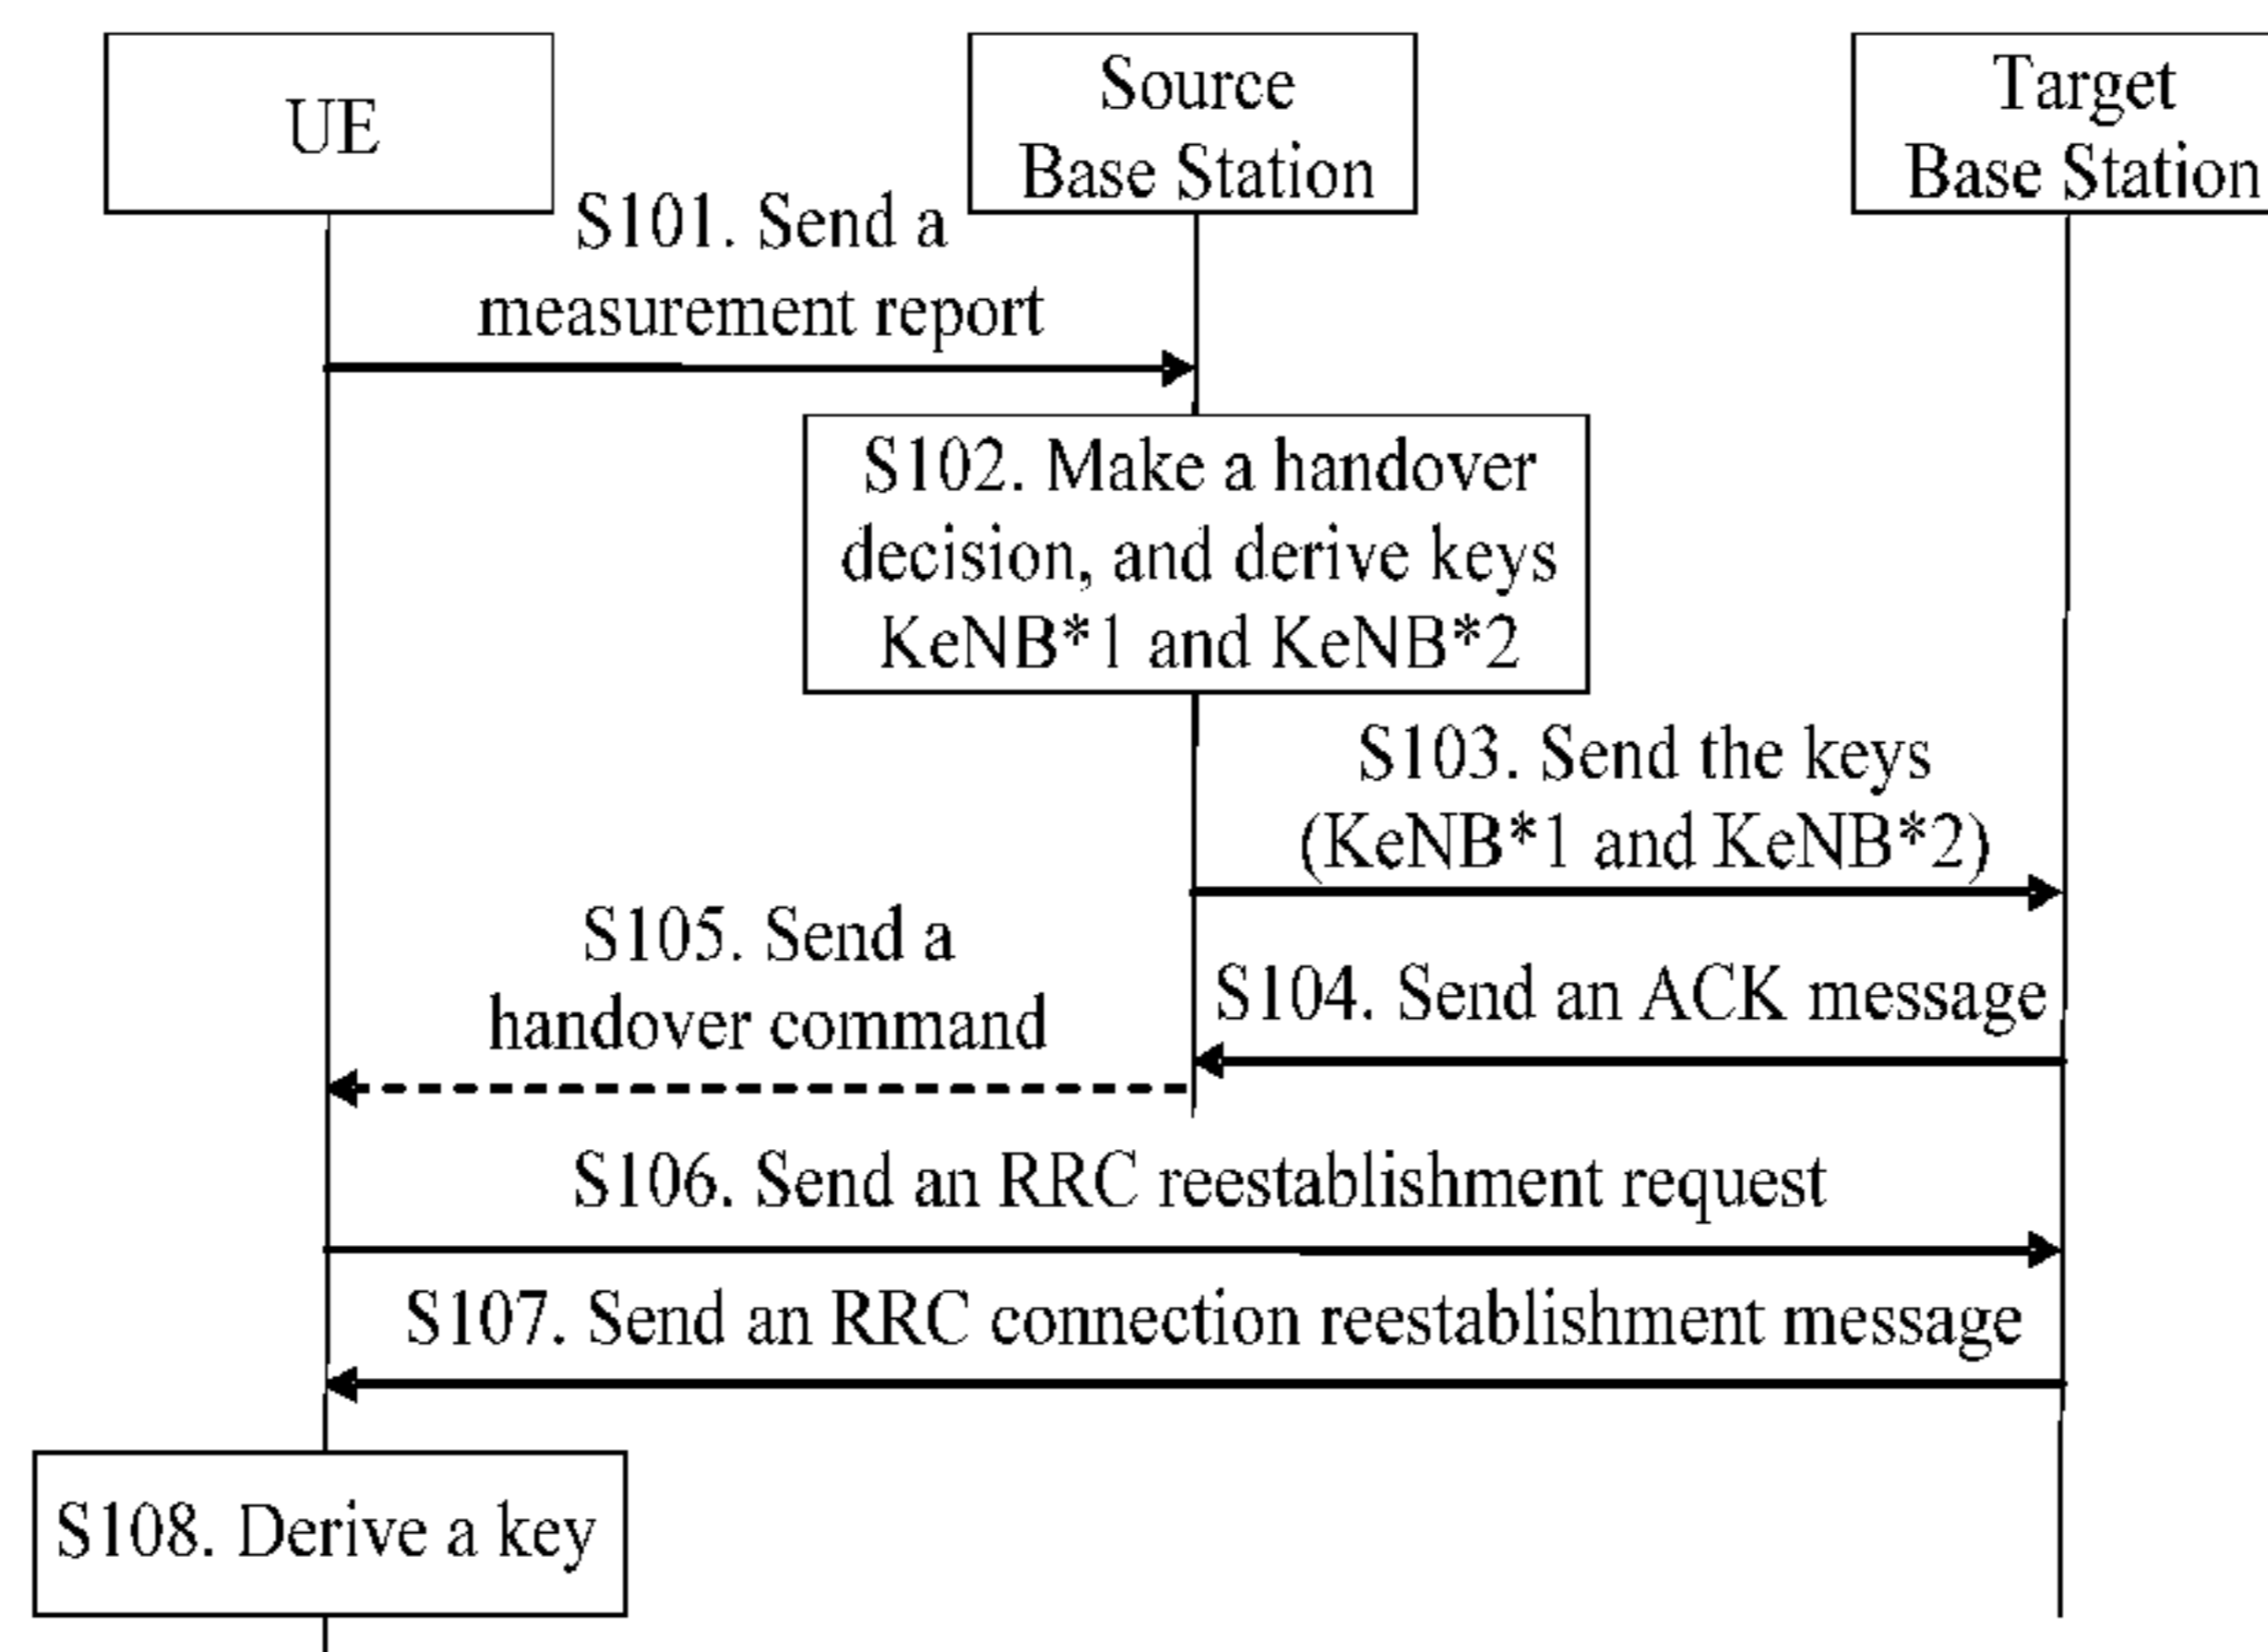 UE
Source
Base Station
Target
Base Station
S101. Send a
measurement report
S102. Make a handover
decision, and derive keys
KeNB*1 and KeNB*2
S103. Send the keys
(KeNB*1 and KeNB*2)
S105. Send a
handover command
S104. Send an ACK message
S106. Send an RRC reestablishment request
S107. Send an RRC connection reestablishment message
S108. Derive a key